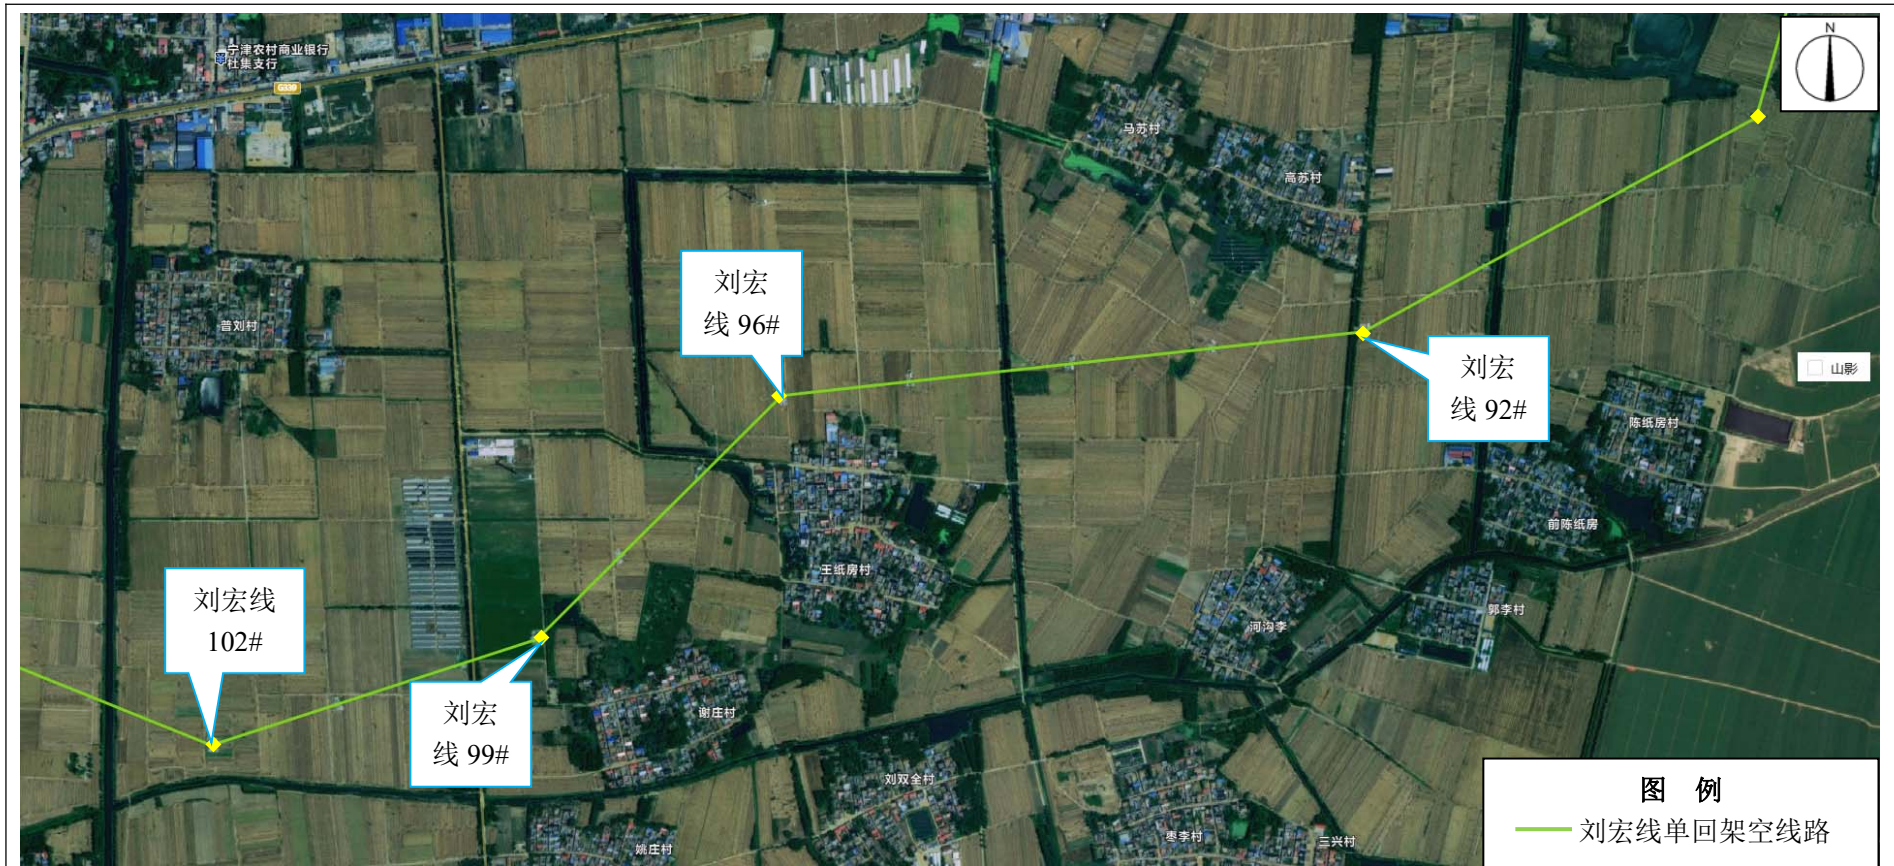 宁津农村商业银行
杜集支行
G339
N
马苏村
高苏村
普刘村
刘宏
线 96#
刘宏
线 92#
山影
陈纸房村
前陈纸房
王纸房村
郭李村
河沟李
刘宏线
102#
刘宏
线 99#
谢庄村
刘双全村
姚庄村
枣李村
三兴村
图 例
刘宏线单回架空线路